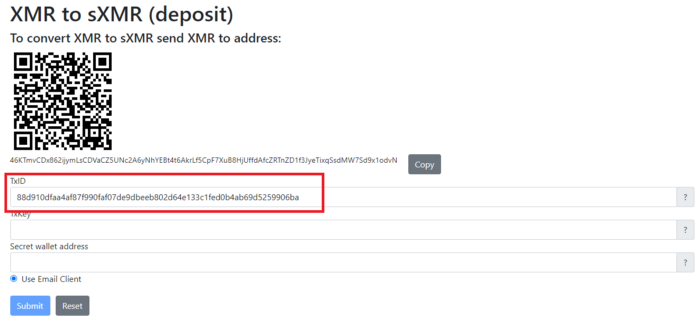 XMR to sXMR (deposit)
To convert XMR to sXMR send XMR to address:
46KTmvCDx862ijymLsCDVaCZ5UNc2A6yNhYEBt4t6AkrLf5CpF7XuB8HjUffdAfcZRTnZD1f3JyeTixqSsdMW7Sd9x1odvN
Copy
TxID
88d910dfaa4af87f990faf07de9dbeeb802d64e133c1fed0b4ab69d5259906ba
?
TxKey
?
Secret wallet address
?
Use Email Client
Submit Reset